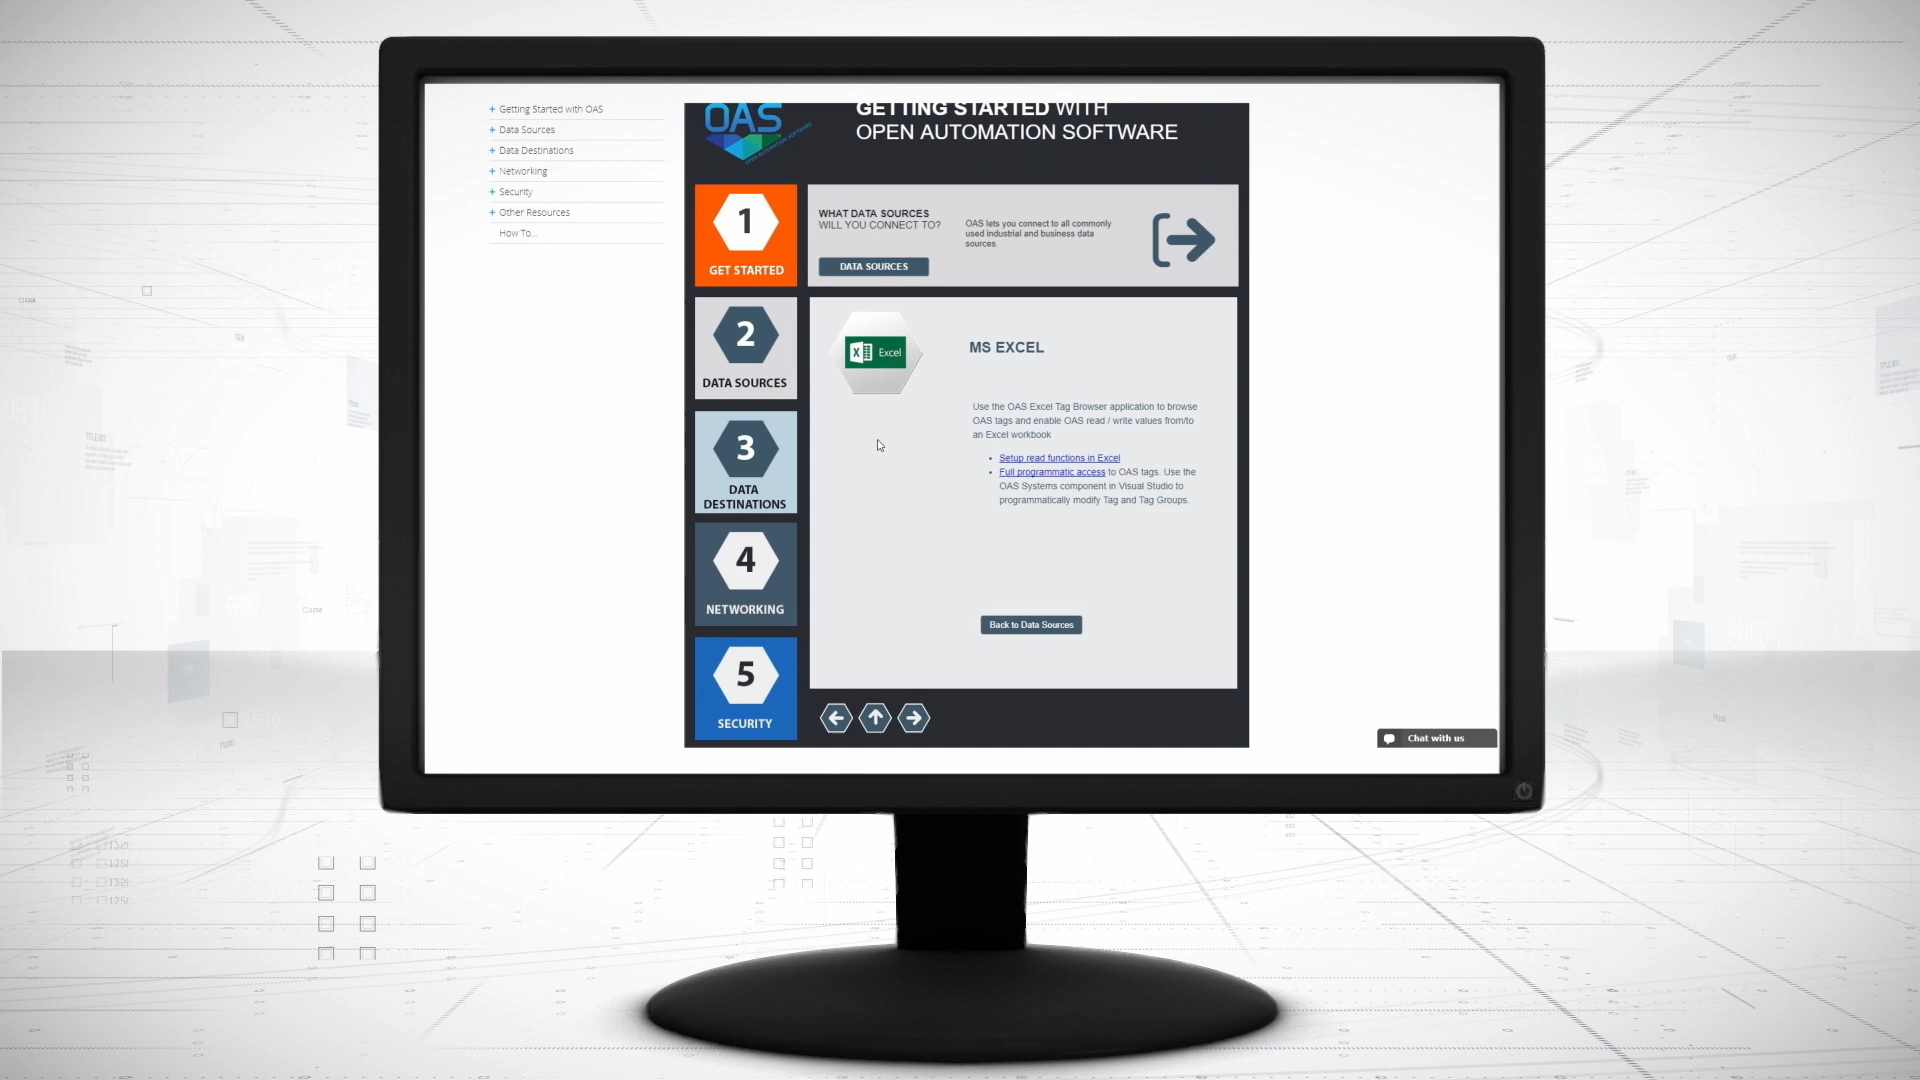 + Getting Started with OAS
+ Data Sources
+ Data Destinations
+ Networking
+ Security
+ Other Resources
How To...
OAS
OPEN AUTOMATION SOFTWARE
GETTING STARTED WITH
OPEN AUTOMATION SOFTWARE
1
GET STARTED
WHAT DATA SOURCES
WILL YOU CONNECT TO?
DATA SOURCES
OAS lets you connect to all commonly
used industrial and business data
sources.
2
DATA SOURCES
3
DATA
DESTINATIONS
4
NETWORKING
5
SECURITY
X Excel
MS EXCEL
Use the OAS Excel Tag Browser application to browse
OAS tags and enable OAS read / write values from/to
an Excel workbook
• Setup read functions in Excel
• Full programmatic access to OAS tags. Use the
OAS Systems component in Visual Studio to
programmatically modify Tag and Tag Groups.
Back to Data Sources
Chat with us